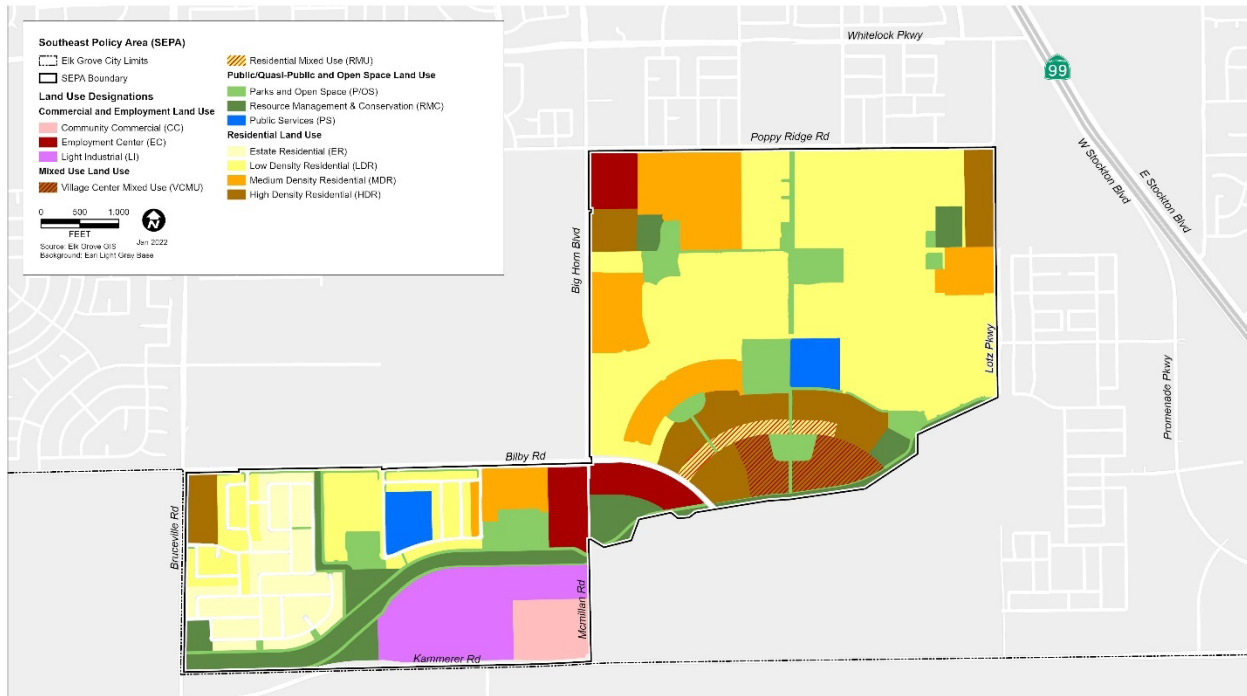 Southeast Policy Area (SEPA)
Elk Grove City Limits
SEPA Boundary
Land Use Designations
Commercial and Employment Land Use
Community Commercial (CC)
Employment Center (EC)
Light Industrial (LI)
Mixed Use Land Use
Village Center Mixed Use (VCMU)
0 500 1,000
FEET
N
Jan 2022
Source: Elk Grove GIS
Background: Esri Light Gray Base
Residential Mixed Use (RMU)
Public/Quasi-Public and Open Space Land Use
Parks and Open Space (P/OS)
Resource Management & Conservation (RMC)
Public Services (PS)
Residential Land Use
Estate Residential (ER)
Low Density Residential (LDR)
Medium Density Residential (MDR)
High Density Residential (HDR)
Whitelock Pkwy
99
Poppy Ridge Rd
W Stockton Blvd
E Stockton Blvd
Big Horn Blvd
Lotz Pkwy
Promenade Pkwy
Bilby Rd
Bruceville Rd
Mcmillan Rd
Kammerer Rd